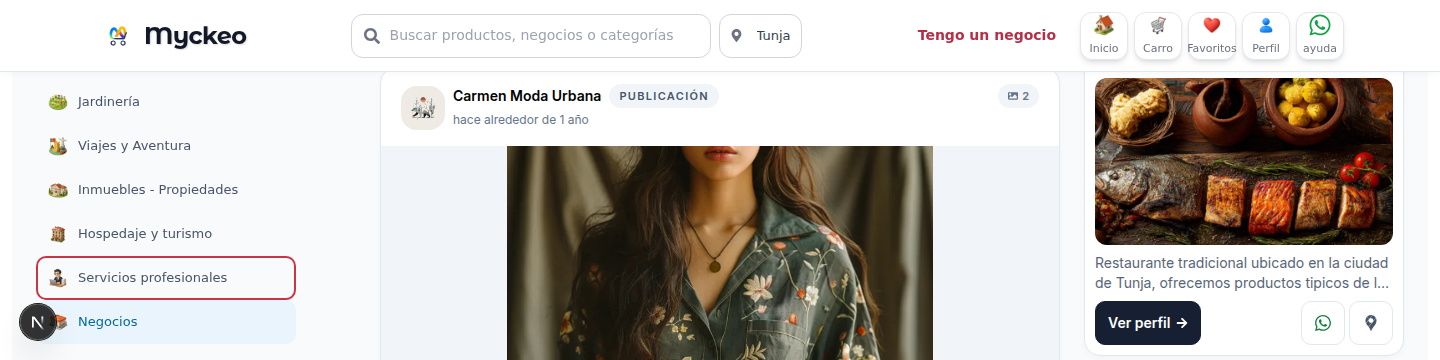 Myckeo
Buscar productos, negocios o categorías
Tunja
Tengo un negocio
Inicio
Carro
Favoritos
Perfil
ayuda
Jardinería
Viajes y Aventura
Inmuebles - Propiedades
Hospedaje y turismo
Servicios profesionales
N
Negocios
Carmen Moda Urbana
PUBLICACIÓN
2
hace alrededor de 1 año
Restaurante tradicional ubicado en la ciudad
de Tunja, ofrecemos productos tipicos de l...
Ver perfil →